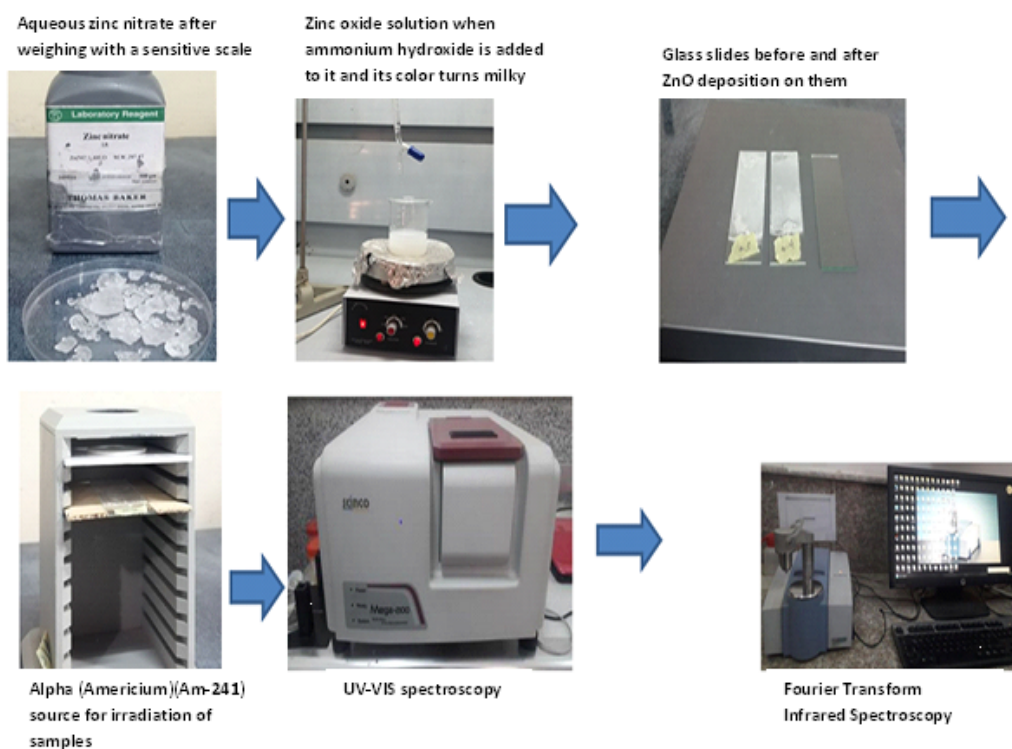 Aqueous zinc nitrate after
weighing with a sensitive scale
Zinc oxide solution when
ammonium hydroxide is added
to it and its color turns milky
Glass slides before and after
ZnO deposition on them
Laboratory Reagent
Zinc nitrate
THOMAS BAKER
scinco
Mega-800
Alpha (Americium)(Am-241)
source for irradiation of
samples
UV-VIS spectroscopy
Fourier Transform
Infrared Spectroscopy